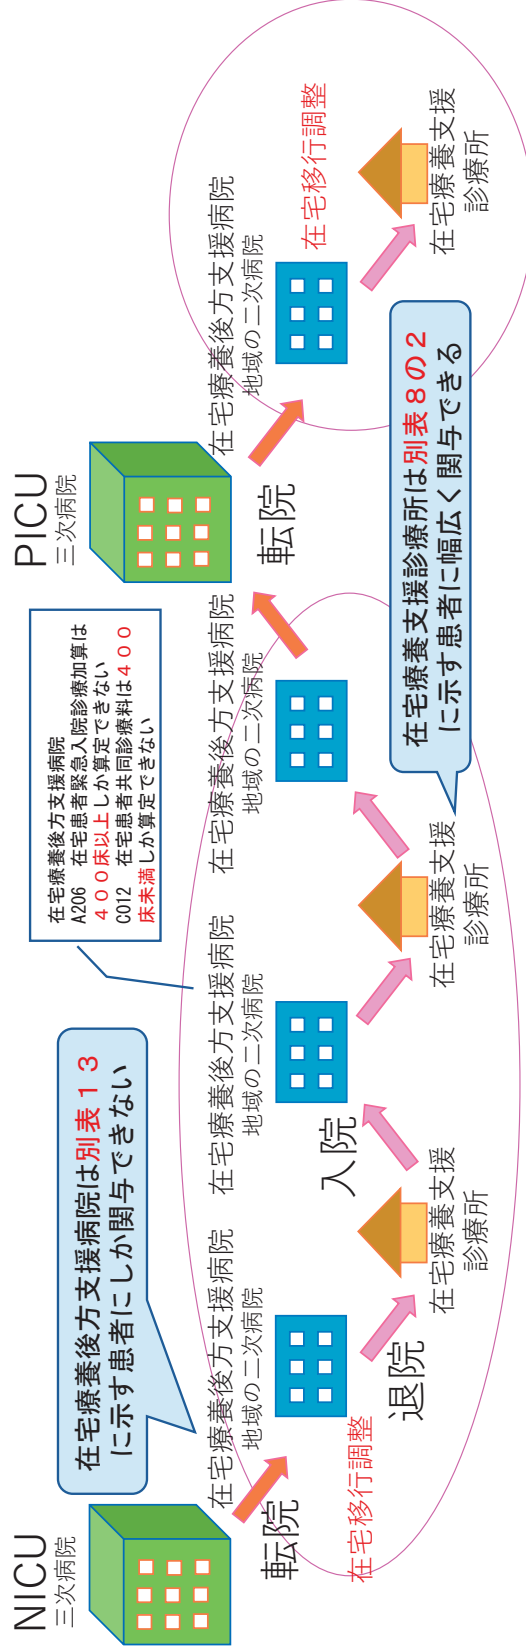 NICU
三次病院
転院
在宅療養後方支援病院は別表13
に示す患者にしか関与できない
在宅療養後方支援病院
地域の二次病院
在宅移行調整
退院
在宅療養支援
診療所
入院
在宅療養後方支援病院
地域の二次病院
在宅療養後方支援病院
A206 在宅患者緊急入院診療加算は
400床以上しか算定できない
C012 在宅患者共同診療料は400
床未満しか算定できない
在宅療養支援
診療所
在宅療養後方支援病院
地域の二次病院
在宅療養支援診療所は別表8の2
に示す患者に幅広く関与できる
PICU
三次病院
転院
在宅療養後方支援病院
地域の二次病院
在宅移行調整
在宅療養支援
診療所